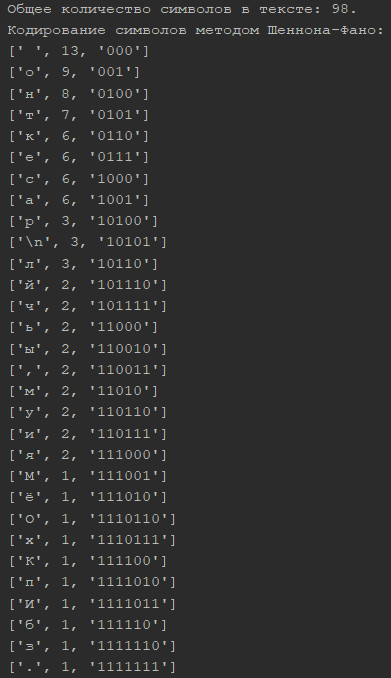 Общее количество символов в тексте: 98.
Кодирование символов методом Шеннона-Фано:
[' ', 13, '000']
['о', 9, '001']
['н', 8, '0100']
['т', 7, '0101']
['к', 6, '0110']
['е', 6, '0111']
['с', 6, '1000']
['а', 6, '1001']
['р', 3, '10100']
['\n', 3, '10101']
['л', 3, '10110']
['й', 2, '101110']
['ч', 2, '101111']
['ь', 2, '11000']
['ы', 2, '110010']
[',', 2, '110011']
['м', 2, '11010']
['у', 2, '110110']
['и', 2, '110111']
['я', 2, '111000']
['М', 1, '111001']
['ё', 1, '111010']
['О', 1, '1110110']
['х', 1, '1110111']
['К', 1, '111100']
['п', 1, '1111010']
['И', 1, '1111011']
['б', 1, '111110']
['з', 1, '1111110']
['.', 1, '1111111']